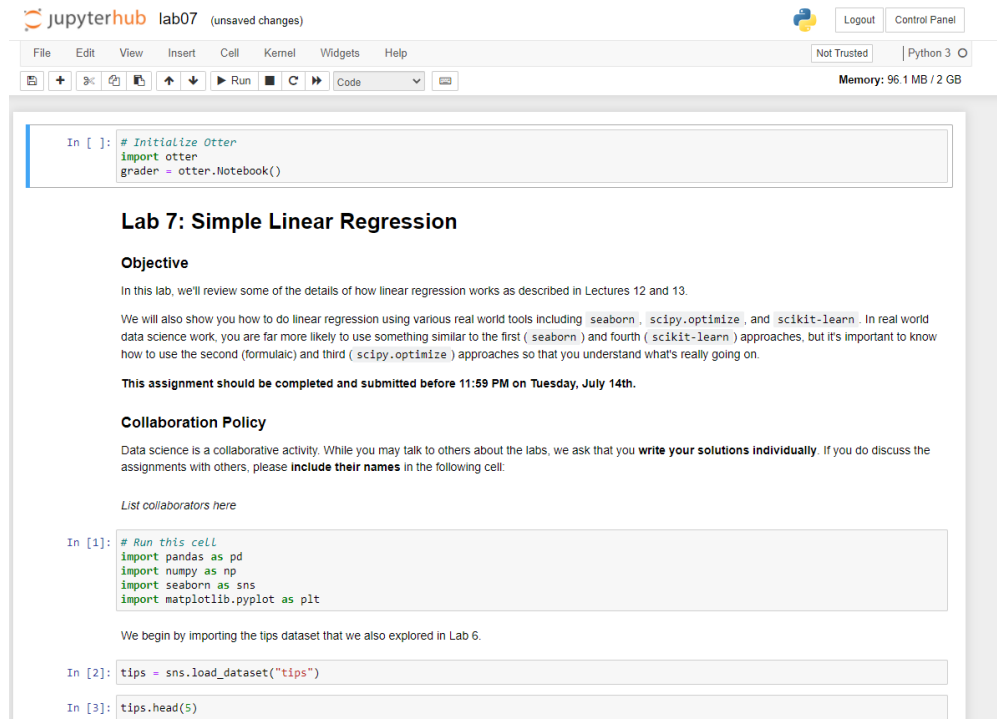 jupyterhub lab07 (unsaved changes) Logout Control Panel
File Edit View Insert Cell Kernel Widgets Help Not Trusted Python 3
Run Code Memory: 96.1 MB / 2 GB
In [ ]: # Initialize Otter
import otter
grader = otter.Notebook()
Lab 7: Simple Linear Regression
Objective
In this lab, we'll review some of the details of how linear regression works as described in Lectures 12 and 13.
We will also show you how to do linear regression using various real world tools including seaborn, scipy.optimize, and scikit-learn. In real world
data science work, you are far more likely to use something similar to the first (seaborn) and fourth (scikit-learn) approaches, but it's important to know
how to use the second (formulaic) and third (scipy.optimize) approaches so that you understand what's really going on.
This assignment should be completed and submitted before 11:59 PM on Tuesday, July 14th.
Collaboration Policy
Data science is a collaborative activity. While you may talk to others about the labs, we ask that you write your solutions individually. If you do discuss the
assignments with others, please include their names in the following cell:
List collaborators here
In [1]: # Run this cell
import pandas as pd
import numpy as np
import seaborn as sns
import matplotlib.pyplot as plt
We begin by importing the tips dataset that we also explored in Lab 6.
In [2]: tips = sns.load_dataset("tips")
In [3]: tips.head(5)